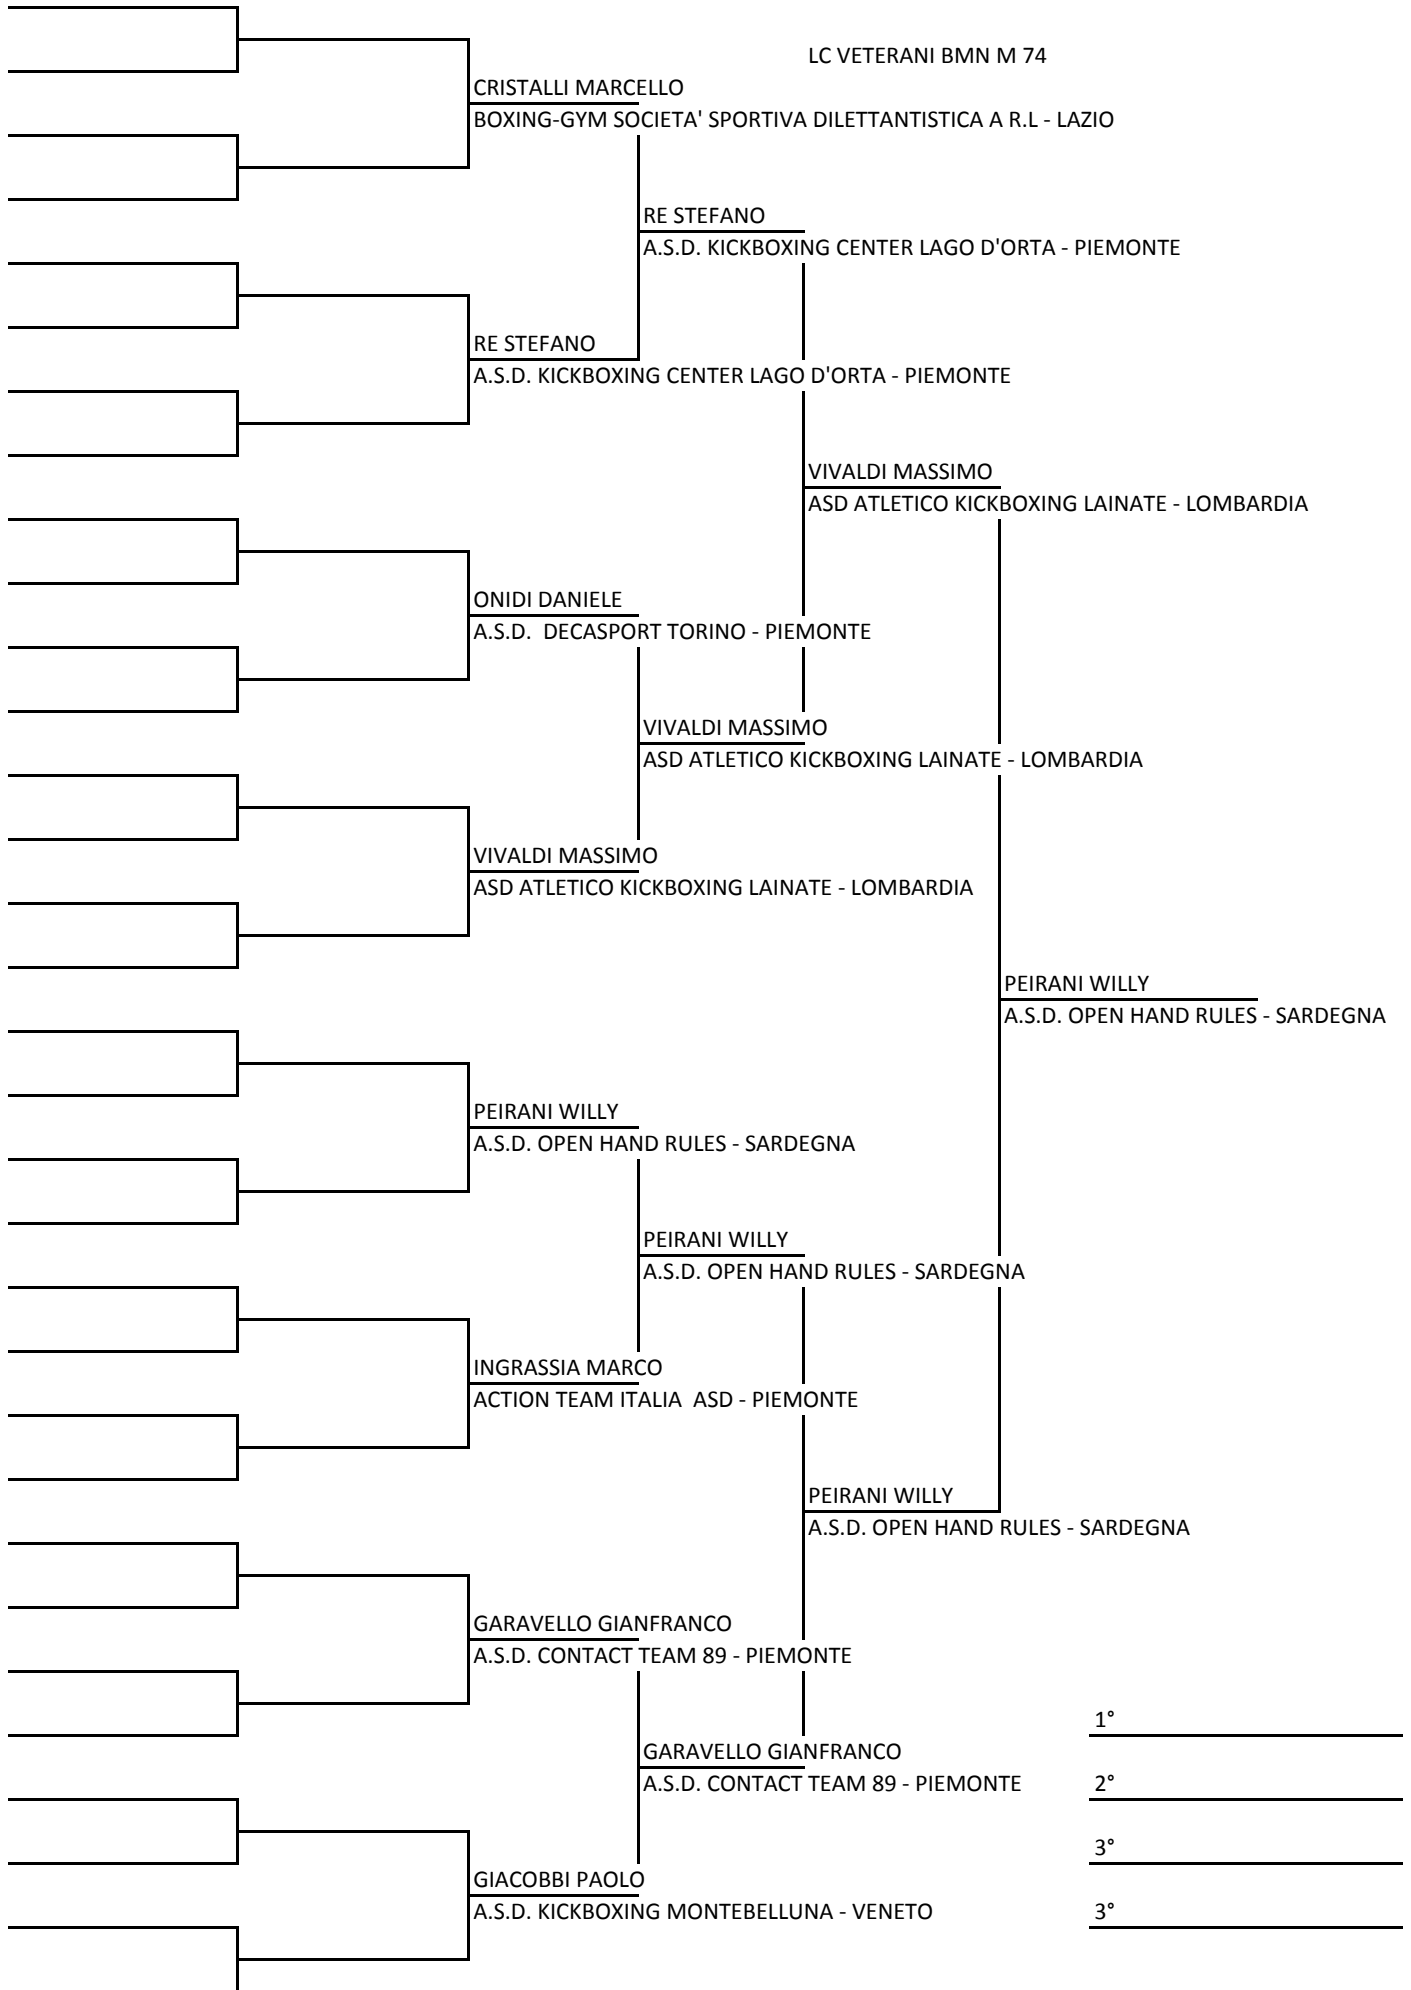 LC VETERANI BMN M 74
CRISTALLI MARCELLO
BOXING-GYM SOCIETA' SPORTIVA DILETTANTISTICA A R.L - LAZIO
RE STEFANO
A.S.D. KICKBOXING CENTER LAGO D'ORTA - PIEMONTE
RE STEFANO
A.S.D. KICKBOXING CENTER LAGO D'ORTA - PIEMONTE
VIVALDI MASSIMO
ASD ATLETICO KICKBOXING LAINATE - LOMBARDIA
ONIDI DANIELE
A.S.D.  DECASPORT TORINO - PIEMONTE
VIVALDI MASSIMO
ASD ATLETICO KICKBOXING LAINATE - LOMBARDIA
VIVALDI MASSIMO
ASD ATLETICO KICKBOXING LAINATE - LOMBARDIA
PEIRANI WILLY
A.S.D. OPEN HAND RULES - SARDEGNA
PEIRANI WILLY
A.S.D. OPEN HAND RULES - SARDEGNA
PEIRANI WILLY
A.S.D. OPEN HAND RULES - SARDEGNA
INGRASSIA MARCO
ACTION TEAM ITALIA  ASD - PIEMONTE
PEIRANI WILLY
A.S.D. OPEN HAND RULES - SARDEGNA
GARAVELLO GIANFRANCO
A.S.D. CONTACT TEAM 89 - PIEMONTE
1°
GARAVELLO GIANFRANCO
A.S.D. CONTACT TEAM 89 - PIEMONTE
2°
3°
GIACOBBI PAOLO
A.S.D. KICKBOXING MONTEBELLUNA - VENETO
3°